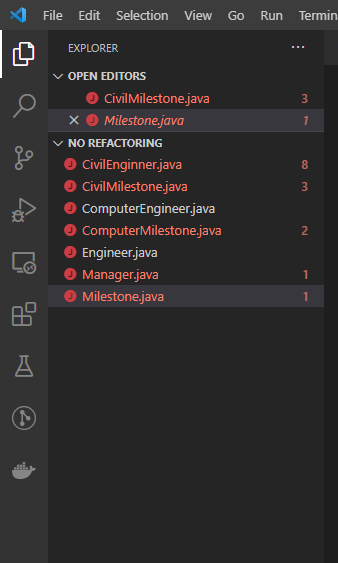 File Edit Selection View Go Run Termin
EXPLORER ...
OPEN EDITORS
CivilMilestone.java 3
Milestone.java 1
NO REFACTORING
CivilEnginner.java 8
CivilMilestone.java 3
ComputerEngineer.java
ComputerMilestone.java 2
Engineer.java
Manager.java 1
Milestone.java 1